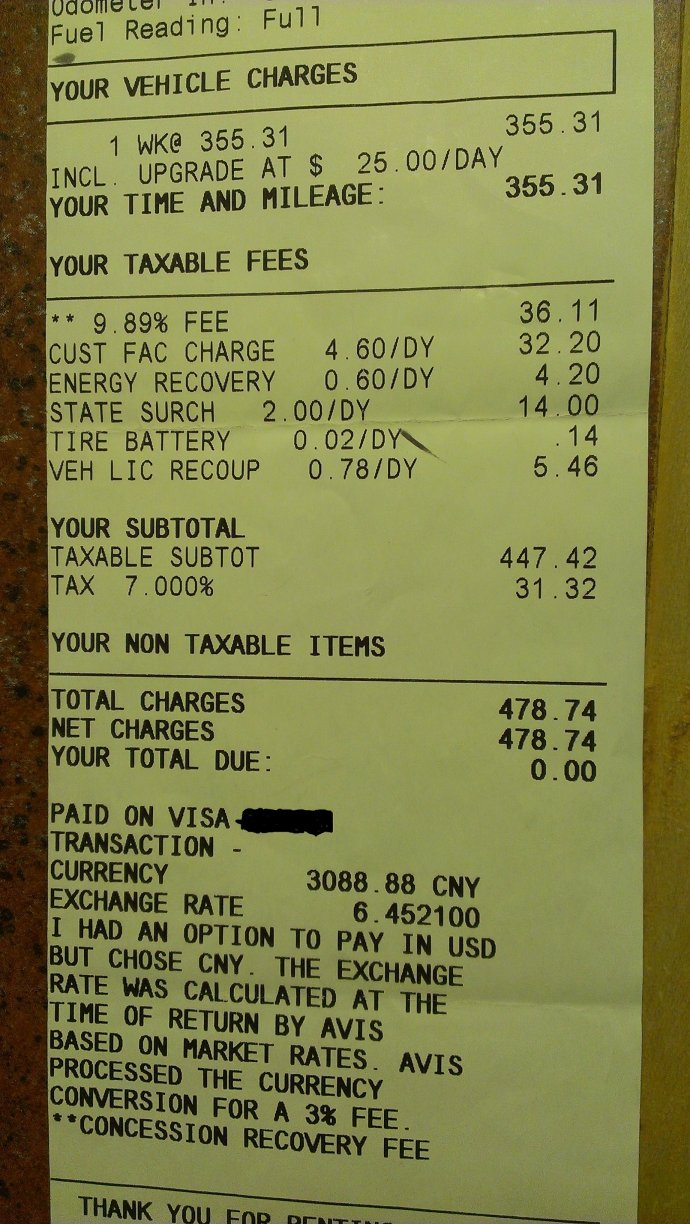 Odometer In:
Fuel Reading: Full
YOUR VEHICLE CHARGES
1 WK@ 355.31 355.31
INCL. UPGRADE AT $ 25.00/DAY
YOUR TIME AND MILEAGE: 355.31
YOUR TAXABLE FEES
** 9.89% FEE 36.11
CUST FAC CHARGE 4.60/DY 32.20
ENERGY RECOVERY 0.60/DY 4.20
STATE SURCH 2.00/DY 14.00
TIRE BATTERY 0.02/DY .14
VEH LIC RECOUP 0.78/DY 5.46
YOUR SUBTOTAL
TAXABLE SUBTOT 447.42
TAX 7.000% 31.32
YOUR NON TAXABLE ITEMS
TOTAL CHARGES 478.74
NET CHARGES 478.74
YOUR TOTAL DUE: 0.00
PAID ON VISA
TRANSACTION -
CURRENCY 3088.88 CNY
EXCHANGE RATE 6.452100
I HAD AN OPTION TO PAY IN USD
BUT CHOSE CNY. THE EXCHANGE
RATE WAS CALCULATED AT THE
TIME OF RETURN BY AVIS
BASED ON MARKET RATES. AVIS
PROCESSED THE CURRENCY
CONVERSION FOR A 3% FEE.
**CONCESSION RECOVERY FEE
THANK YOU FOR